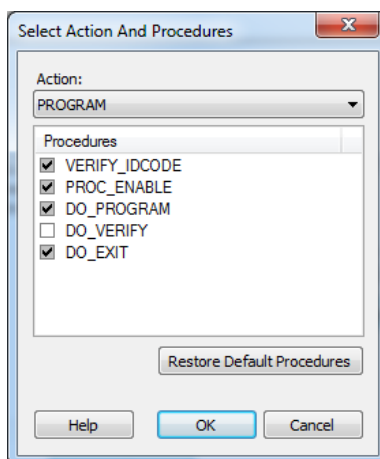 Select Action And Procedures
Action:
PROGRAM
Procedures
VERIFY_IDCODE
PROC_ENABLE
DO_PROGRAM
DO_VERIFY
DO_EXIT
Restore Default Procedures
Help OK Cancel